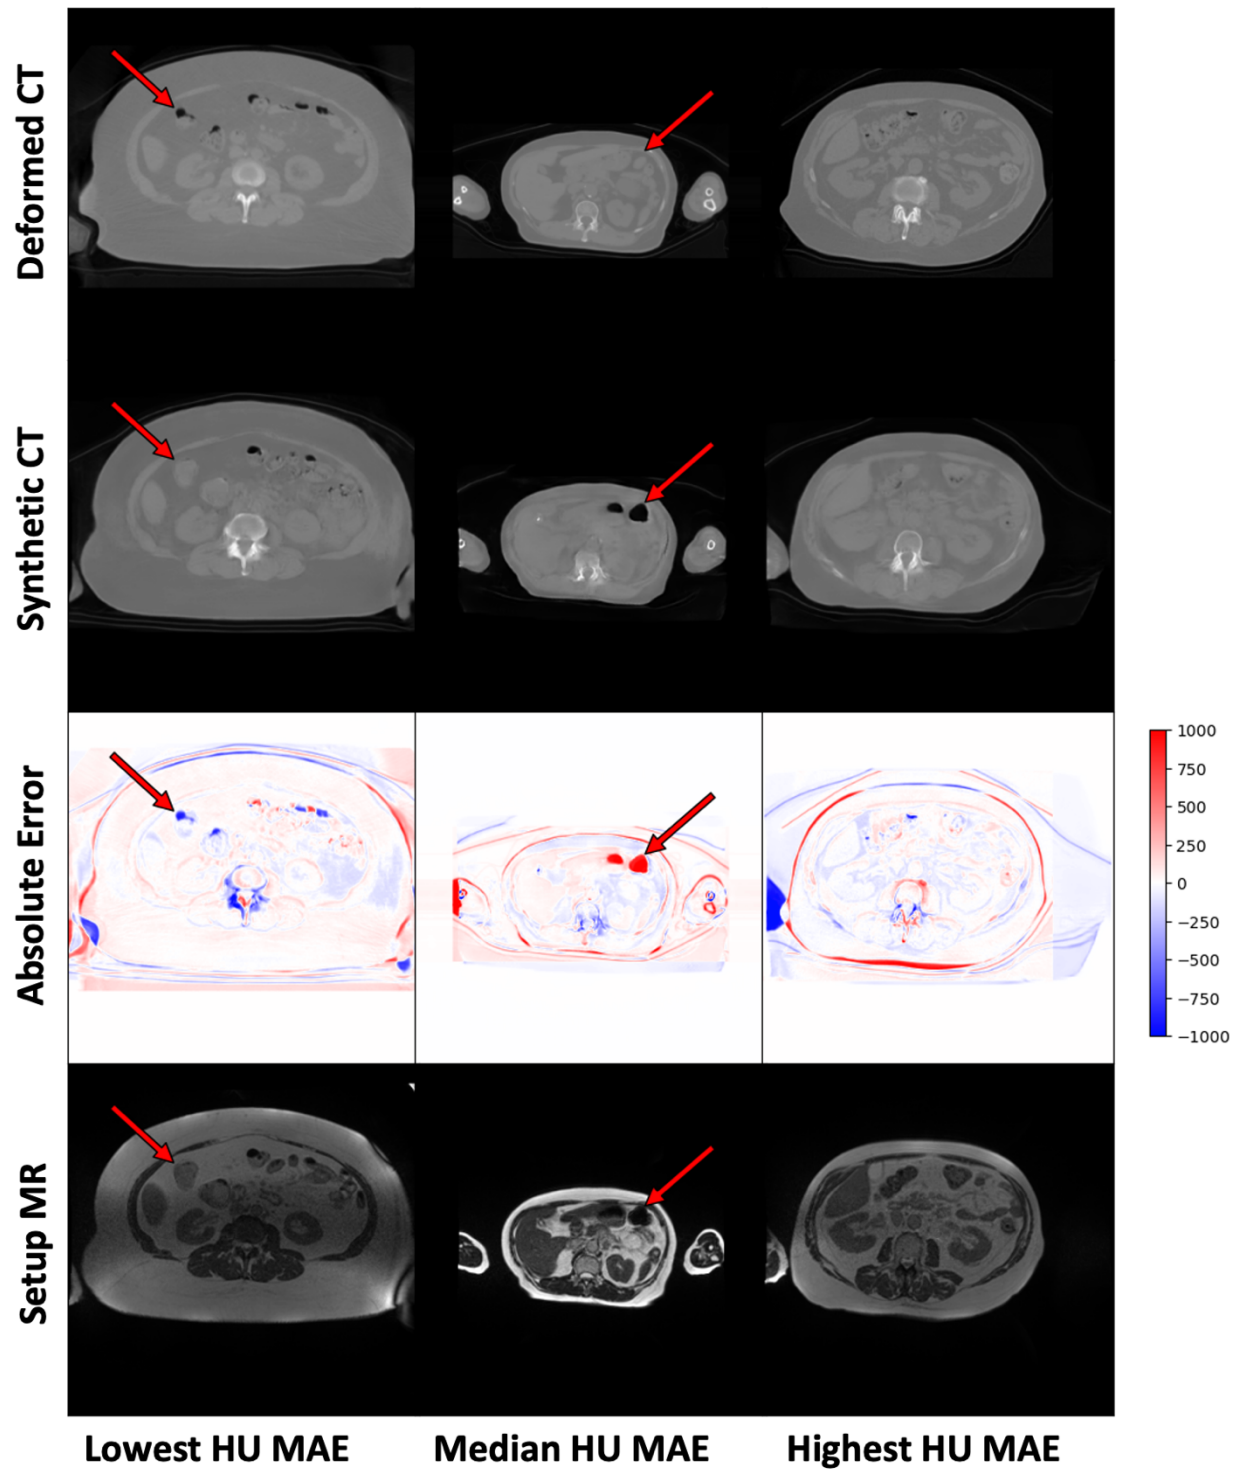 Deformed CT
Synthetic CT
Absolute Error
1000
750
500
250
0
−250
−500
−750
−1000
Setup MR
Lowest HU MAE
Median HU MAE
Highest HU MAE